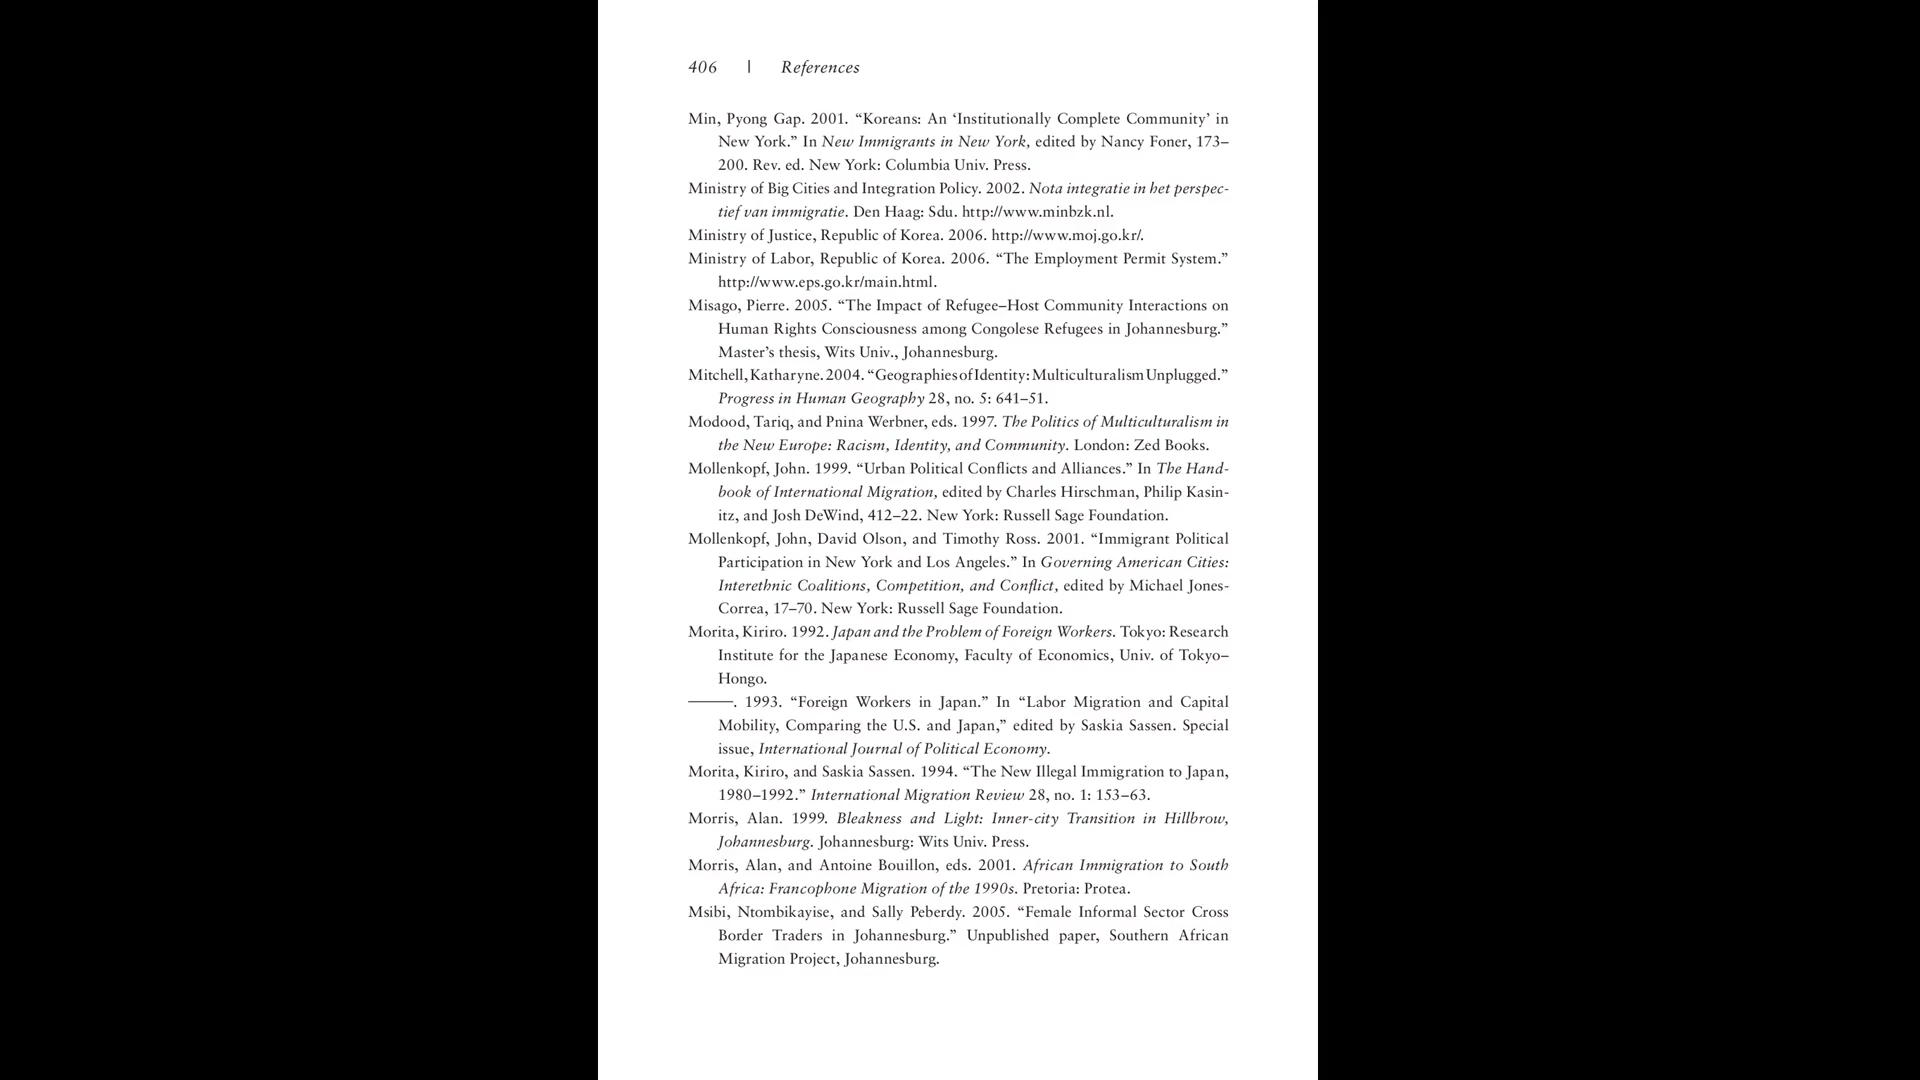 406 | References
Min, Pyong Gap. 2001. “Koreans: An ‘Institutionally Complete Community’ in
New York.” In New Immigrants in New York, edited by Nancy Foner, 173–
200. Rev. ed. New York: Columbia Univ. Press.
Ministry of Big Cities and Integration Policy. 2002. Nota integratie in het perspec-
tief van immigratie. Den Haag: Sdu. http://www.minbzk.nl.
Ministry of Justice, Republic of Korea. 2006. http://www.moj.go.kr/.
Ministry of Labor, Republic of Korea. 2006. “The Employment Permit System.”
http://www.eps.go.kr/main.html.
Misago, Pierre. 2005. “The Impact of Refugee–Host Community Interactions on
Human Rights Consciousness among Congolese Refugees in Johannesburg.”
Master’s thesis, Wits Univ., Johannesburg.
Mitchell, Katharyne. 2004. “Geographies of Identity: Multiculturalism Unplugged.”
Progress in Human Geography 28, no. 5: 641–51.
Modood, Tariq, and Pnina Werbner, eds. 1997. The Politics of Multiculturalism in
the New Europe: Racism, Identity, and Community. London: Zed Books.
Mollenkopf, John. 1999. “Urban Political Conflicts and Alliances.” In The Hand-
book of International Migration, edited by Charles Hirschman, Philip Kasin-
itz, and Josh DeWind, 412–22. New York: Russell Sage Foundation.
Mollenkopf, John, David Olson, and Timothy Ross. 2001. “Immigrant Political
Participation in New York and Los Angeles.” In Governing American Cities:
Interethnic Coalitions, Competition, and Conflict, edited by Michael Jones-
Correa, 17–70. New York: Russell Sage Foundation.
Morita, Kiriro. 1992. Japan and the Problem of Foreign Workers. Tokyo: Research
Institute for the Japanese Economy, Faculty of Economics, Univ. of Tokyo–
Hongo.
———. 1993. “Foreign Workers in Japan.” In “Labor Migration and Capital
Mobility, Comparing the U.S. and Japan,” edited by Saskia Sassen. Special
issue, International Journal of Political Economy.
Morita, Kiriro, and Saskia Sassen. 1994. “The New Illegal Immigration to Japan,
1980–1992.” International Migration Review 28, no. 1: 153–63.
Morris, Alan. 1999. Bleakness and Light: Inner-city Transition in Hillbrow,
Johannesburg. Johannesburg: Wits Univ. Press.
Morris, Alan, and Antoine Bouillon, eds. 2001. African Immigration to South
Africa: Francophone Migration of the 1990s. Pretoria: Protea.
Msibi, Ntombikayise, and Sally Peberdy. 2005. “Female Informal Sector Cross
Border Traders in Johannesburg.” Unpublished paper, Southern African
Migration Project, Johannesburg.